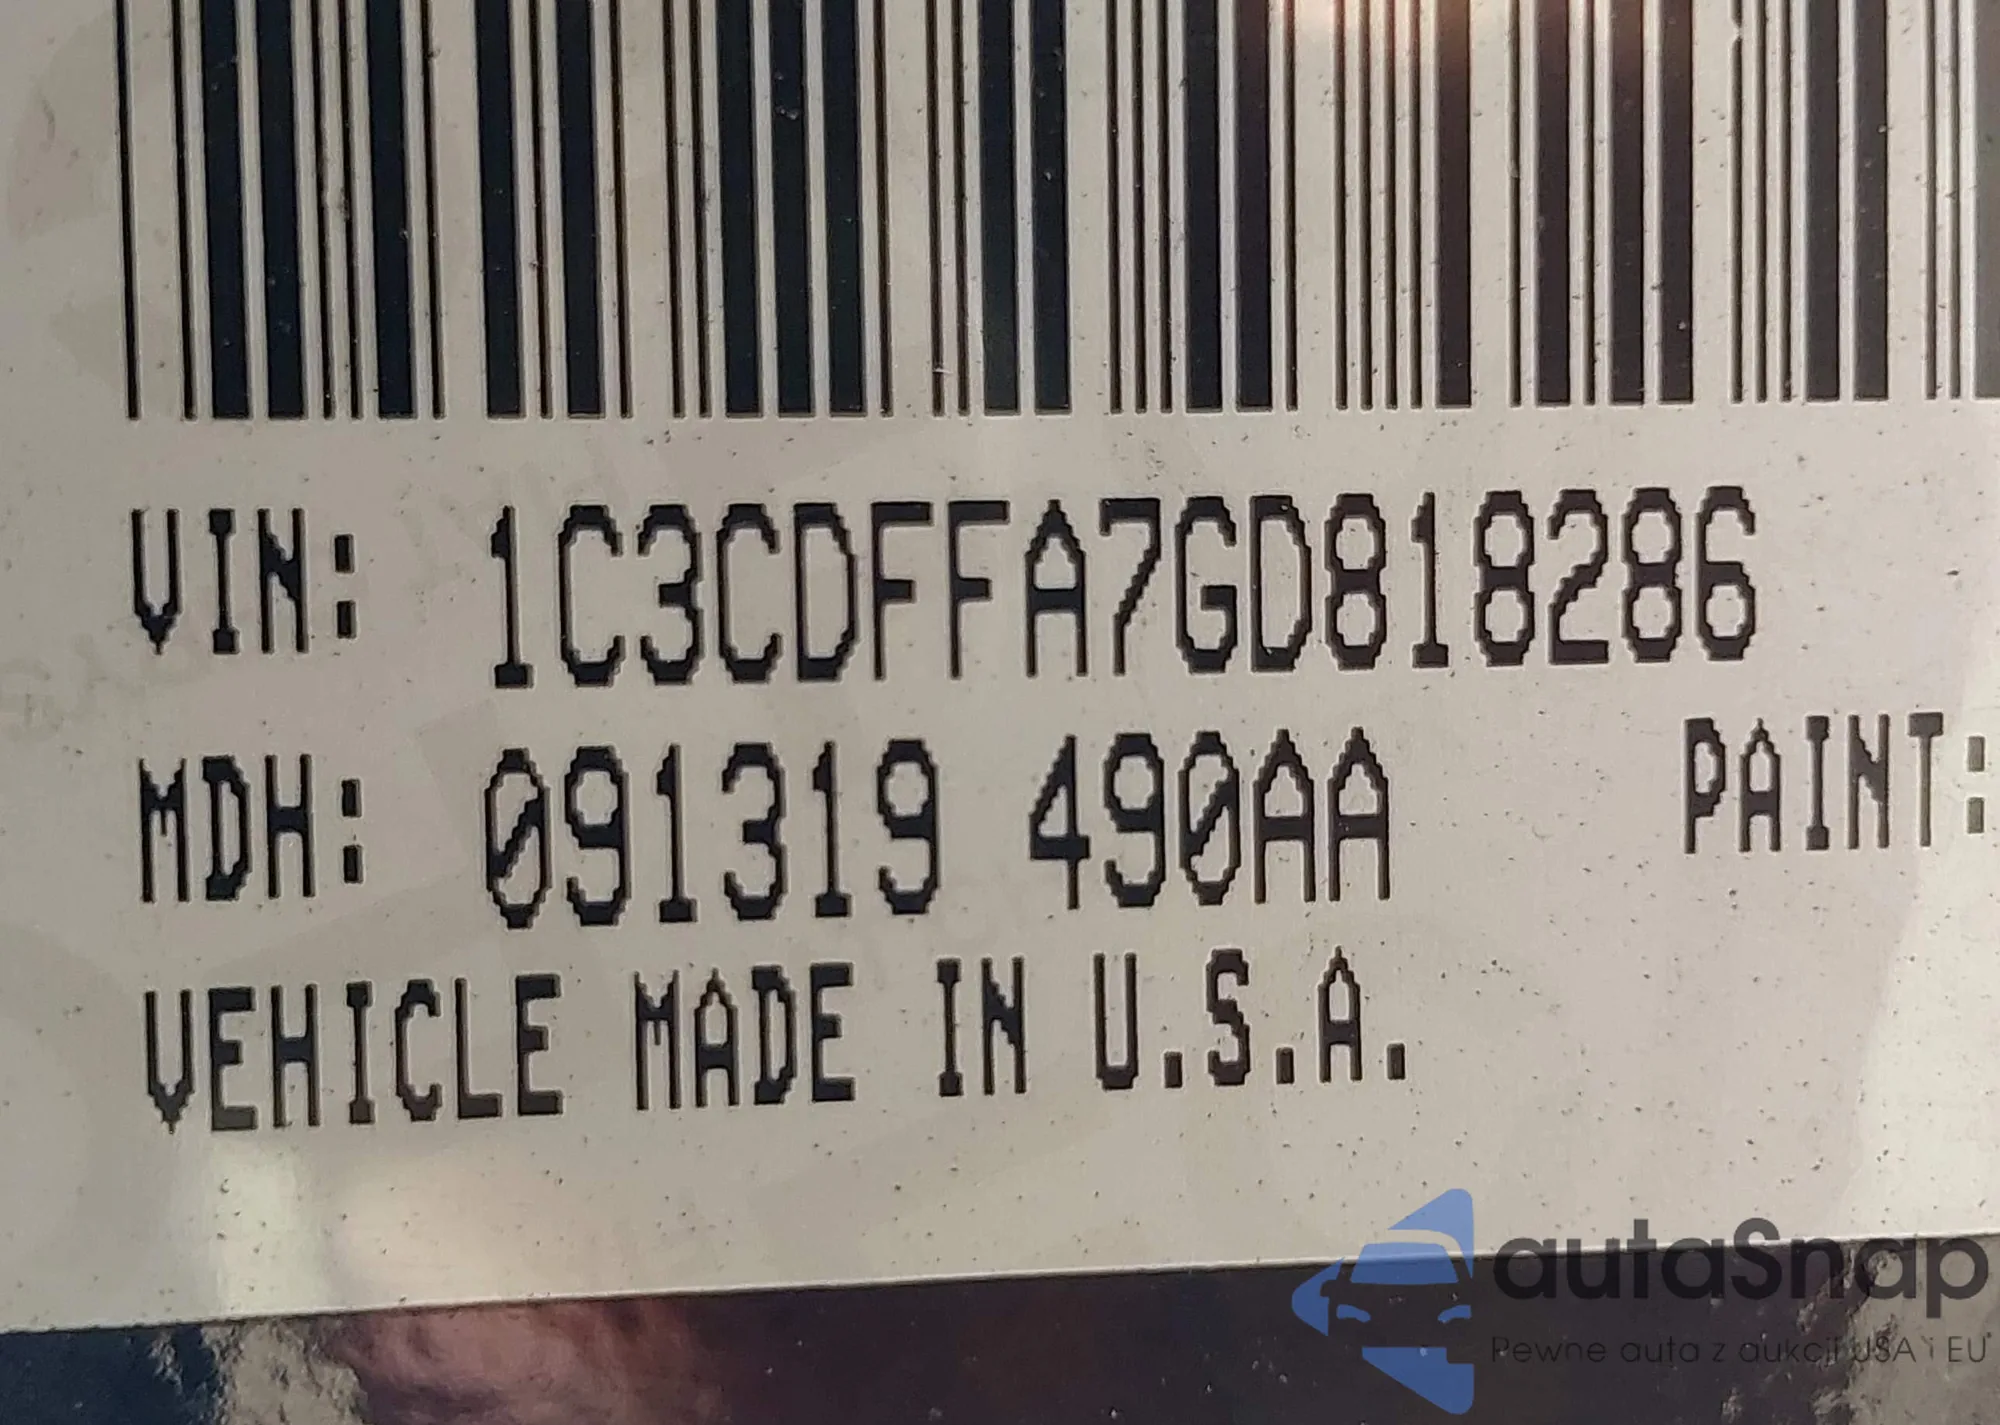 VIN: 1C3CDFFA7GD818286
MDH: 091319 490AA PAINT:
VEHICLE MADE IN U.S.A.
autaSnap
Pewne auta z aukcji USA i EU